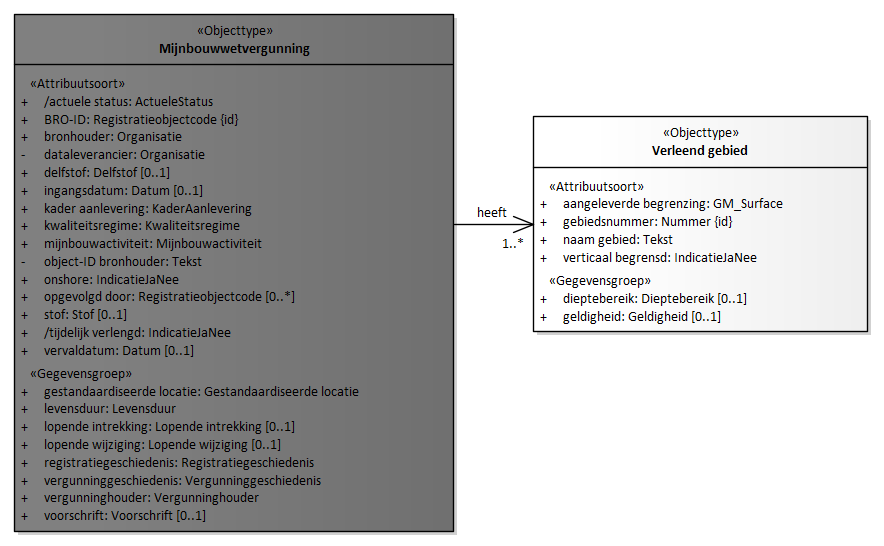 «Objecttype»
Mijnbouwwetvergunning
«Attribuutsoort»
+ /actuele status: ActueleStatus
+ BRO-ID: Registratieobjectcode {id}
+ bronhouder: Organisatie
- dataleverancier: Organisatie
+ delfstof: Delfstof [0..1]
+ ingangsdatum: Datum [0..1]
+ kader aanlevering: KaderAanlevering
+ kwaliteitsregime: Kwaliteitsregime
+ mijnbouwactiviteit: Mijnbouwactiviteit
- object-ID bronhouder: Tekst
+ onshore: IndicatieJaNee
+ opgevolgd door: Registratieobjectcode [0..*]
+ stof: Stof [0..1]
+ /tijdelijk verlengd: IndicatieJaNee
+ vervaldatum: Datum [0..1]
«Gegevensgroep»
+ gestandaardiseerde locatie: Gestandaardiseerde locatie
+ levensduur: Levensduur
+ lopende intrekking: Lopende intrekking [0..1]
+ lopende wijziging: Lopende wijziging [0..1]
+ registratiegeschiedenis: Registratiegeschiedenis
+ vergunninggeschiedenis: Vergunninggeschiedenis
+ vergunninghouder: Vergunninghouder
+ voorschrift: Voorschrift [0..1]
heeft
1..*
«Objecttype»
Verleend gebied
«Attribuutsoort»
+ aangeleverde begrenzing: GM_Surface
+ gebiedsnummer: Nummer {id}
+ naam gebied: Tekst
+ verticaal begrensd: IndicatieJaNee
«Gegevensgroep»
+ dieptebereik: Dieptebereik [0..1]
+ geldigheid: Geldigheid [0..1]